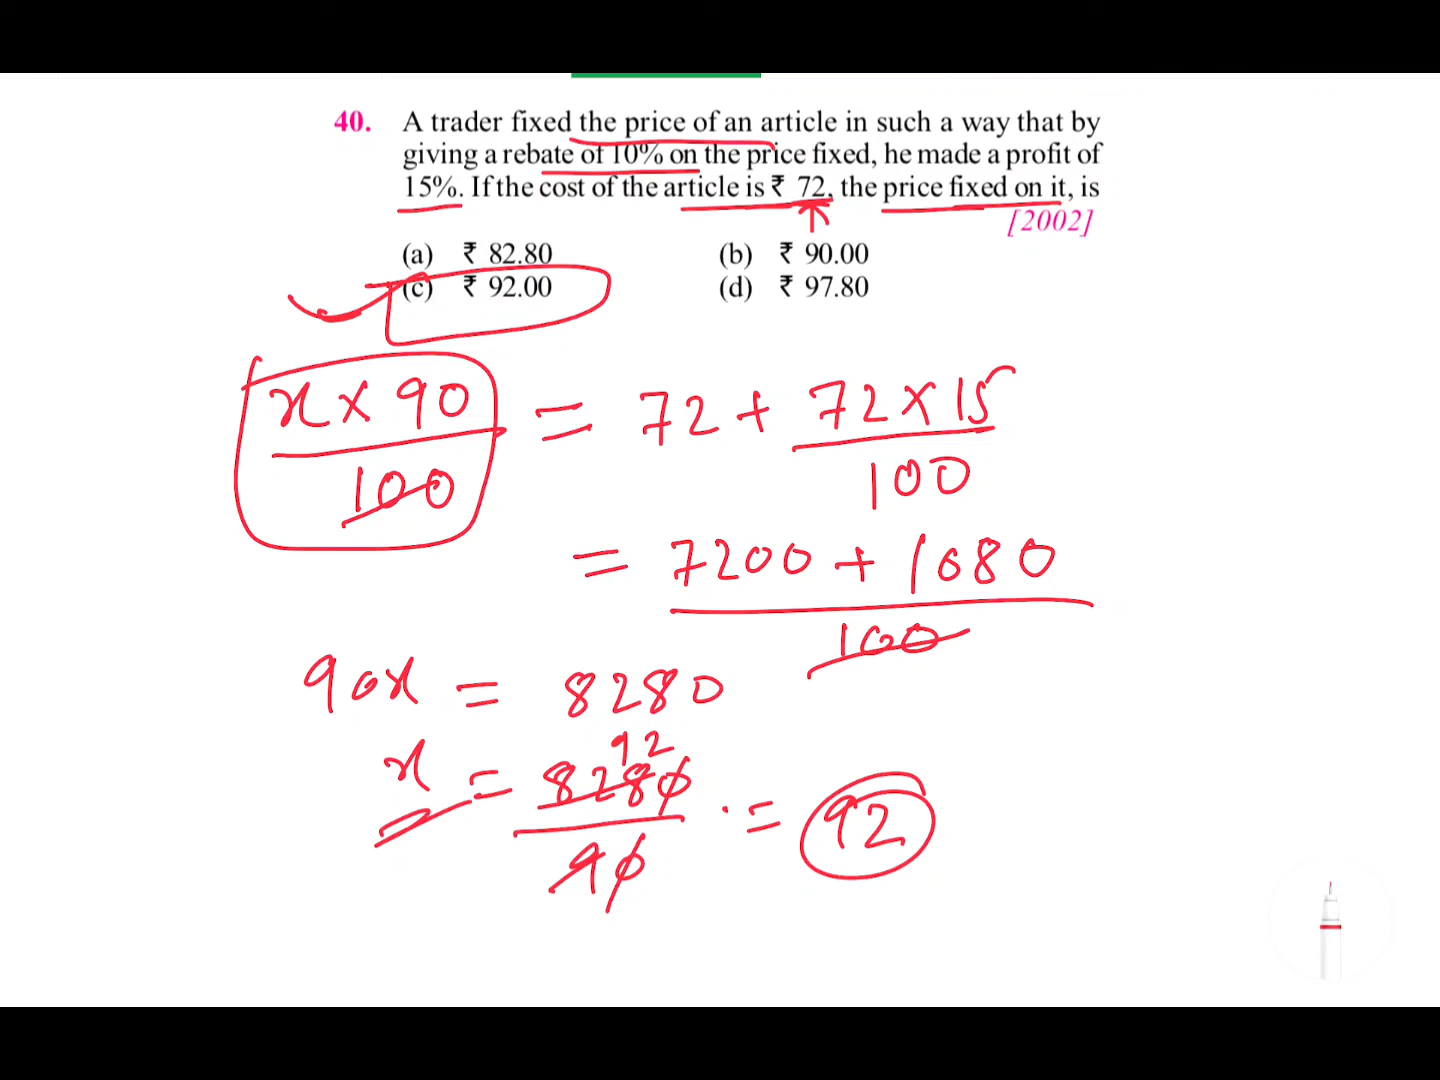 40. A trader fixed the price of an article in such a way that by
giving a rebate of 10% on the price fixed, he made a profit of
15%. If the cost of the article is ₹ 72, the price fixed on it, is
[2002]
(a) ₹ 82.80 (b) ₹ 90.00
(c) ₹ 92.00 (d) ₹ 97.80
x × 90 / 100 = 72 + 72 × 15 / 100
= 7200 + 1080 / 100
90x = 8280
92
x = 8280 / 90 = 92